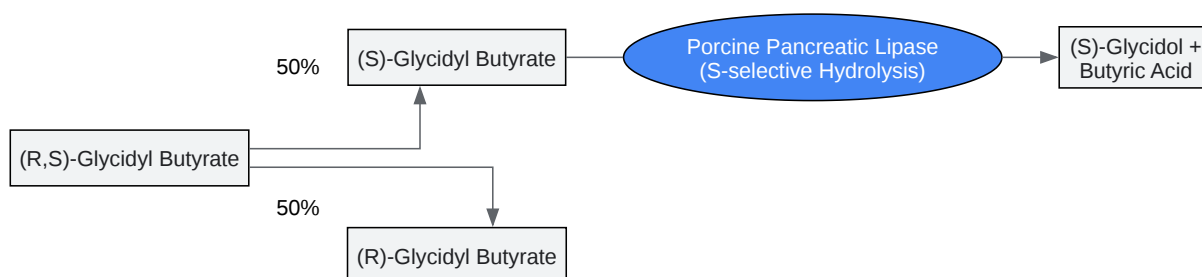 50%
(S)-Glycidyl Butyrate
Porcine Pancreatic Lipase
(S-selective Hydrolysis)
(S)-Glycidol +
Butyric Acid
(R,S)-Glycidyl Butyrate
50%
(R)-Glycidyl Butyrate